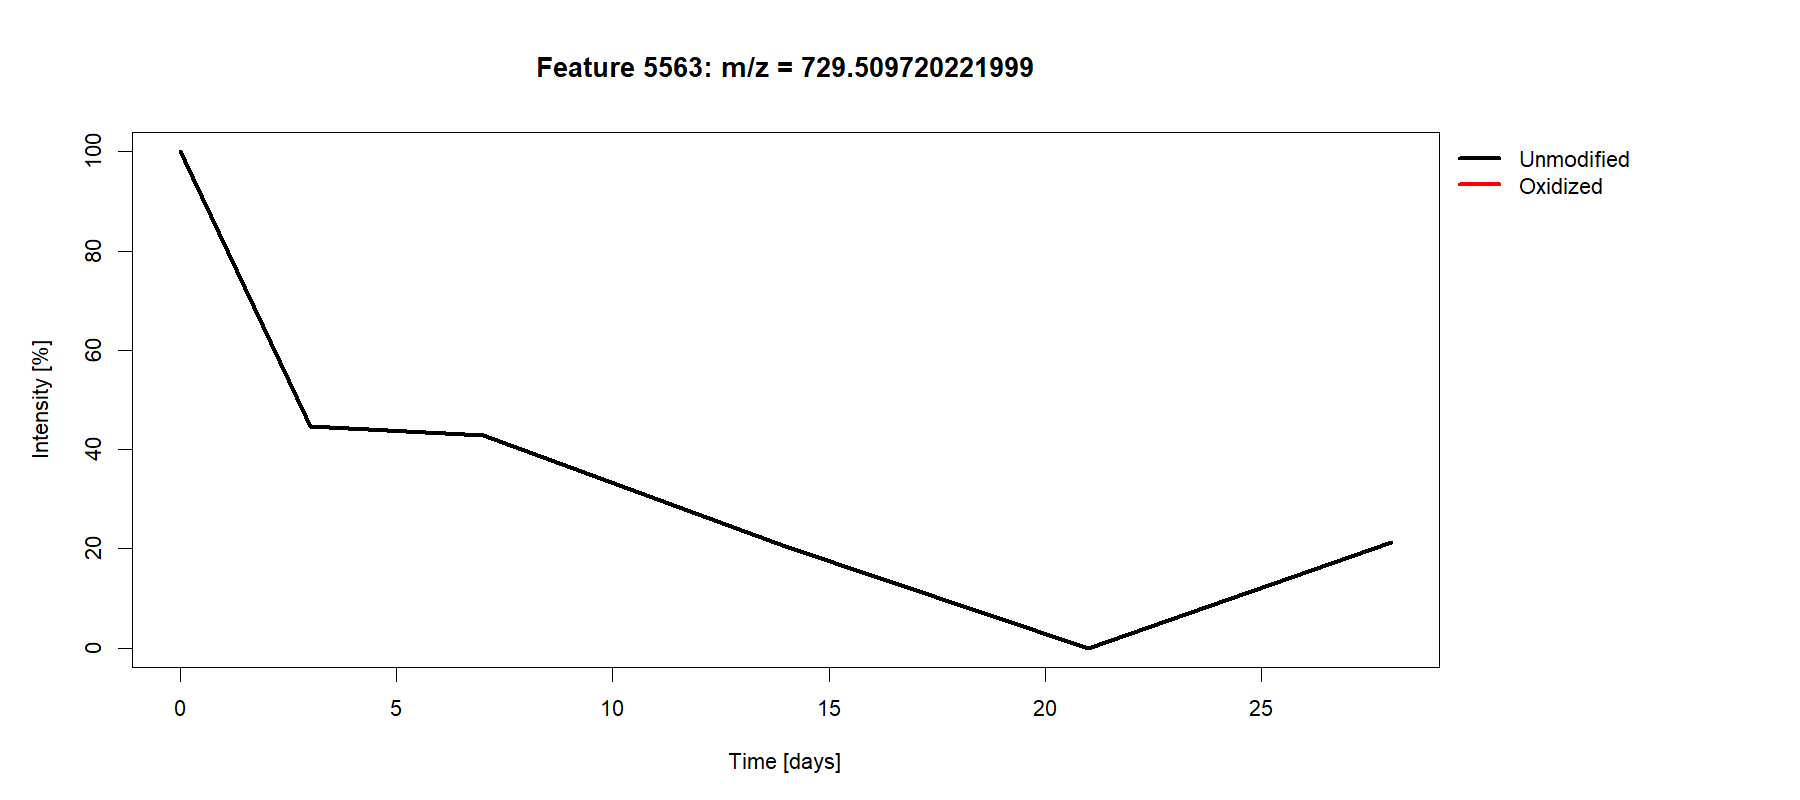 Feature 5563: m/z = 729.509720221999
Unmodified
Oxidized
Intensity [%]
100
80
60
40
20
0
0 5 10 15 20 25
Time [days]